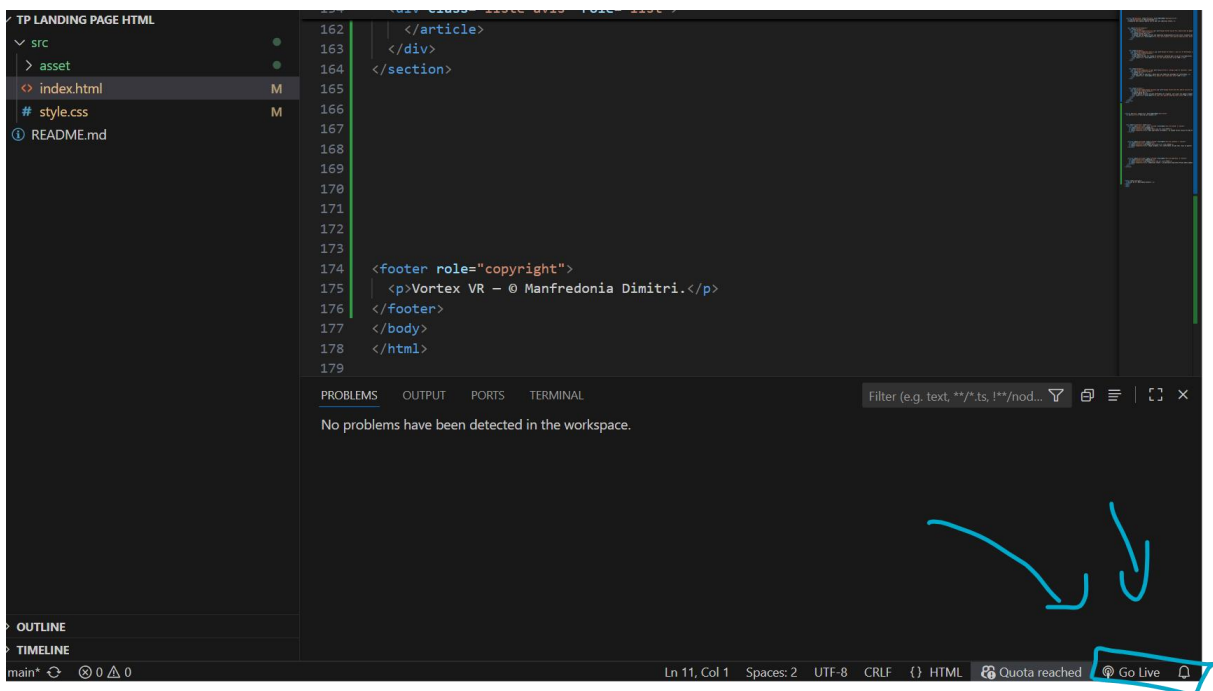 TP LANDING PAGE HTML
src
asset
index.html M
style.css M
README.md
162 </article>
163 </div>
164 </section>
165
166
167
168
169
170
171
172
173
174 <footer role="copyright">
175 <p>Vortex VR — © Manfredonia Dimitri.</p>
176 </footer>
177 </body>
178 </html>
179
PROBLEMS OUTPUT PORTS TERMINAL Filter (e.g. text, **/*.ts, !**/nod...
No problems have been detected in the workspace.
OUTLINE
TIMELINE
main* 0 0 Ln 11, Col 1 Spaces: 2 UTF-8 CRLF {} HTML Quota reached Go Live